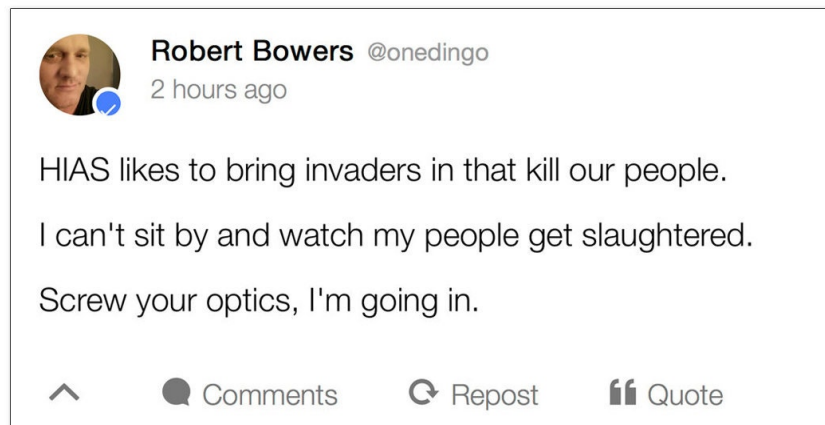 Robert Bowers @onedingo
2 hours ago
HIAS likes to bring invaders in that kill our people.
I can't sit by and watch my people get slaughtered.
Screw your optics, I'm going in.
Comments Repost Quote